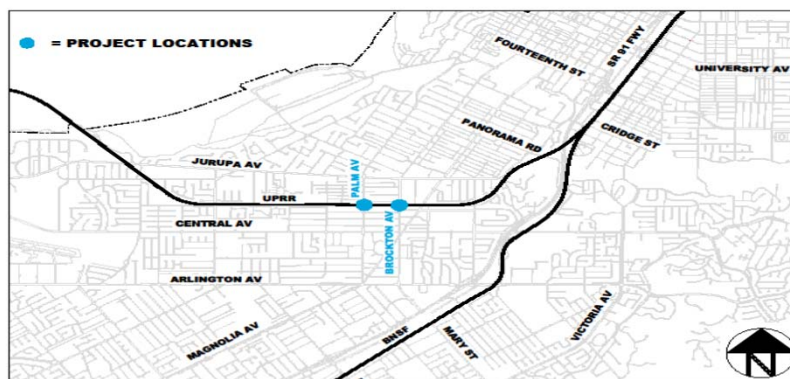 = PROJECT LOCATIONS
FOURTEENTH ST
SR 91 FWY
UNIVERSITY AV
PANORAMA RD
CRIDGE ST
JURUPA AV
PALM AV
UPRR
CENTRAL AV
BROCKTON AV
ARLINGTON AV
MAGNOLIA AV
BNSF
MARY ST
VICTORIA AV
N